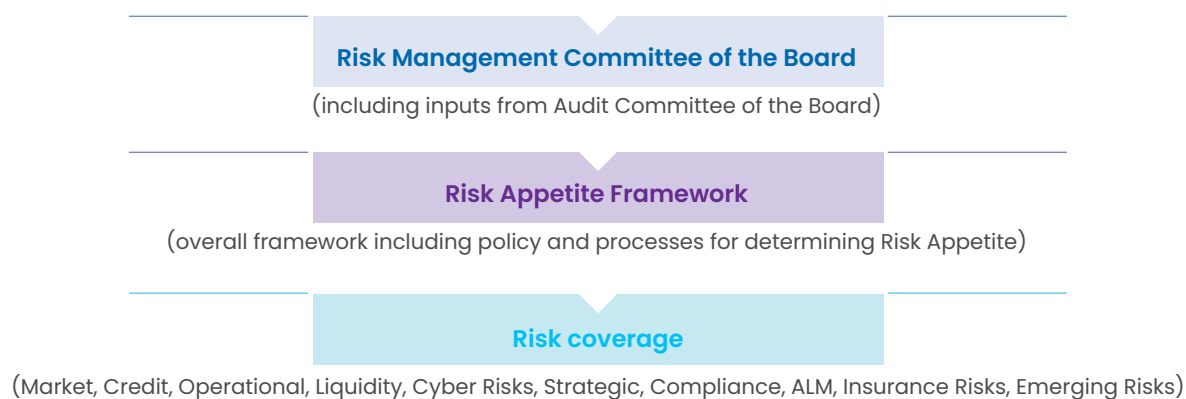 Risk Management Committee of the Board
(including inputs from Audit Committee of the Board)
Risk Appetite Framework
(overall framework including policy and processes for determining Risk Appetite)
Risk coverage
(Market, Credit, Operational, Liquidity, Cyber Risks, Strategic, Compliance, ALM, Insurance Risks, Emerging Risks)